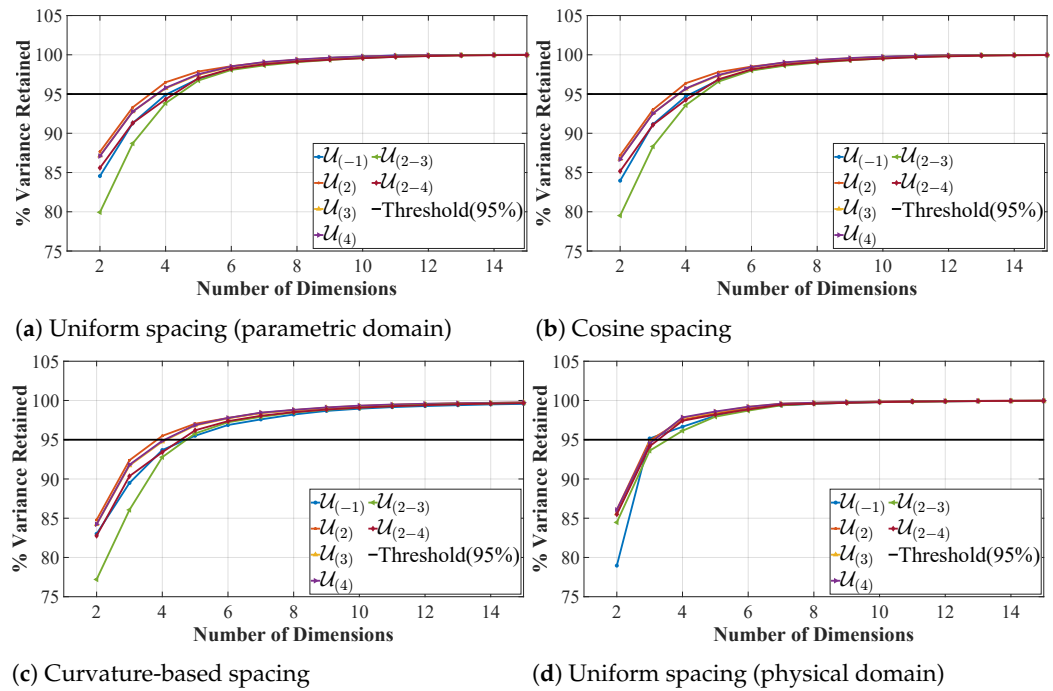 105
100
95
90
85
80
75
2 4 6 8 10 12 14
% Variance Retained
Number of Dimensions
𝒰(−1) 𝒰(2−3)
𝒰(2) 𝒰(2−4)
𝒰(3) −Threshold(95%)
𝒰(4)
(a) Uniform spacing (parametric domain)
105
100
95
90
85
80
75
2 4 6 8 10 12 14
% Variance Retained
Number of Dimensions
𝒰(−1) 𝒰(2−3)
𝒰(2) 𝒰(2−4)
𝒰(3) −Threshold(95%)
𝒰(4)
(b) Cosine spacing
105
100
95
90
85
80
75
2 4 6 8 10 12 14
% Variance Retained
Number of Dimensions
𝒰(−1) 𝒰(2−3)
𝒰(2) 𝒰(2−4)
𝒰(3) −Threshold(95%)
𝒰(4)
(c) Curvature-based spacing
105
100
95
90
85
80
75
2 4 6 8 10 12 14
% Variance Retained
Number of Dimensions
𝒰(−1) 𝒰(2−3)
𝒰(2) 𝒰(2−4)
𝒰(3) −Threshold(95%)
𝒰(4)
(d) Uniform spacing (physical domain)